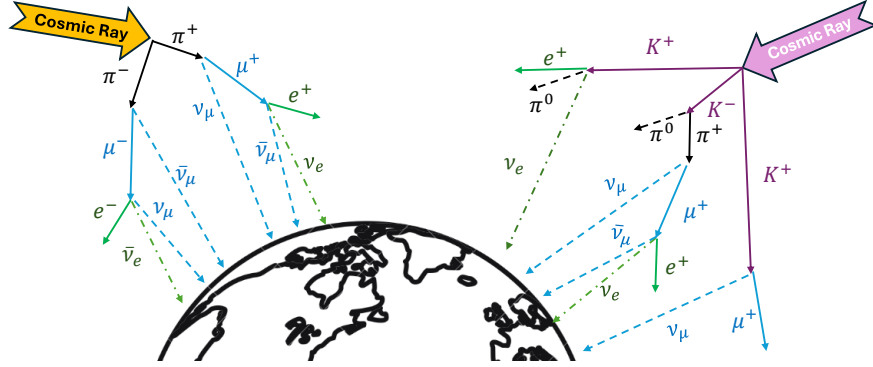 Cosmic Ray
π⁺
π⁻
μ⁺
e⁺
ν_μ
ν̄_μ
ν_e
μ⁻
ν̄_μ
e⁻
ν_μ
ν̄_e
Cosmic Ray
K⁺
e⁺
π⁰
K⁻
π⁰
π⁺
ν_e
K⁺
ν_μ
μ⁺
ν̄_μ
e⁺
ν_e
ν_μ
μ⁺